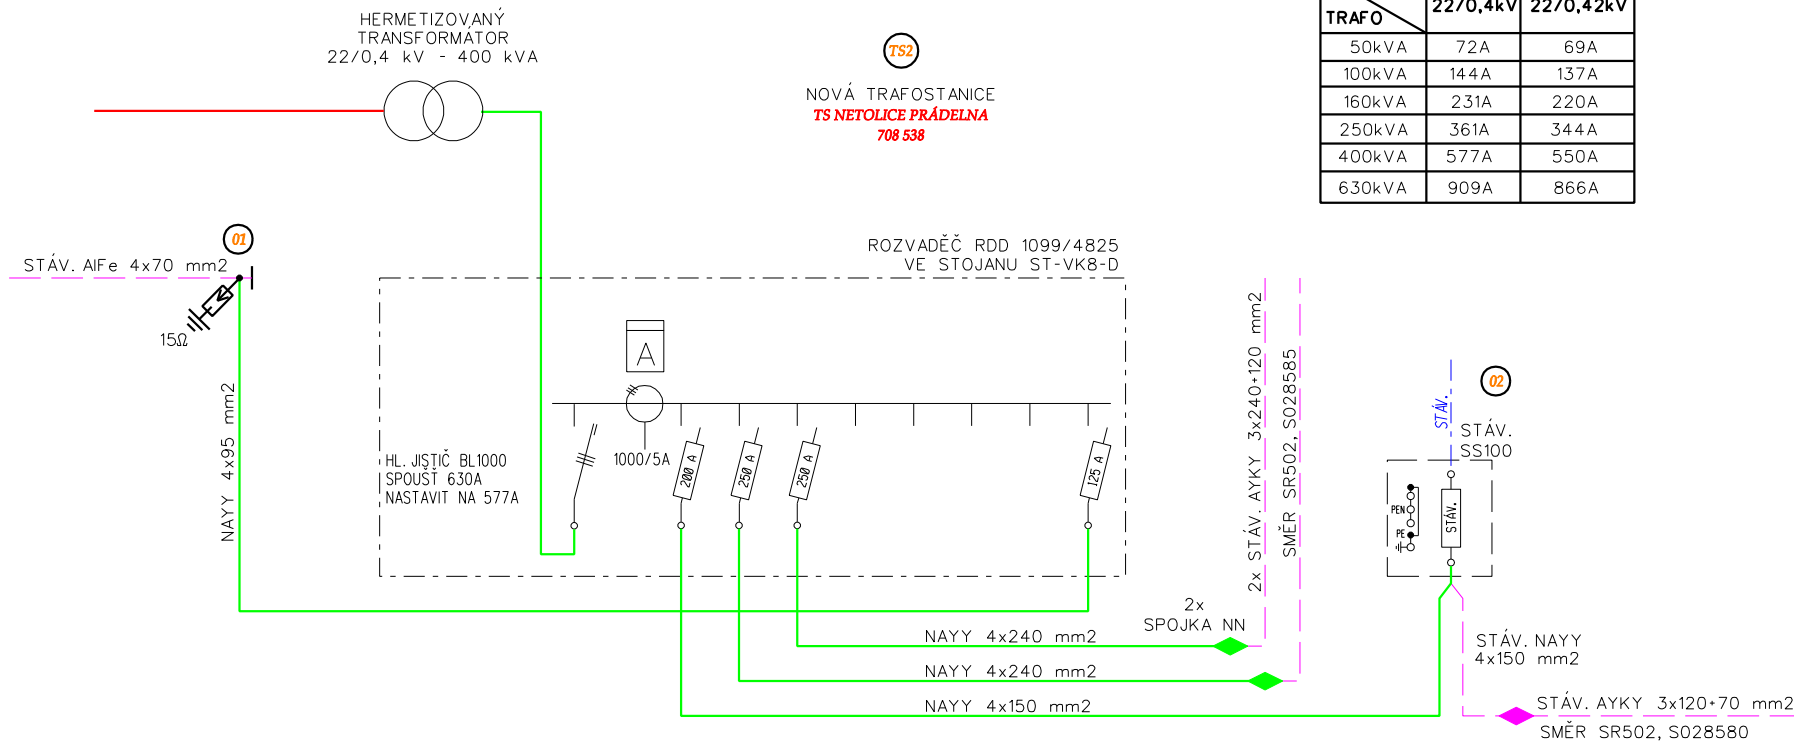 HERMETIZOVANÝ
TRANSFORMÁTOR
22/0,4 kV - 400 kVA
TS2
NOVÁ TRAFOSTANICE
TS NETOLICE PRÁDELNA
708 538
TRAFO 22/0,4kV 22/0,42kV
50kVA 72A 69A
100kVA 144A 137A
160kVA 231A 220A
250kVA 361A 344A
400kVA 577A 550A
630kVA 909A 866A
01
STÁV. AlFe 4x70 mm2
15Ω
NAYY 4x95 mm2
ROZVADĚČ RDD 1099/4825
VE STOJANU ST-VK8-D
A
1000/5A
HL. JISTIČ BL1000
SPOUŠŤ 630A
NASTAVIT NA 577A
200 A
250 A
250 A
125 A
2x STÁV. AYKY 3x240+120 mm2
SMĚR SR502, S028585
02
STÁV.
STÁV.
SS100
PEN
PE
STÁV.
2x
SPOJKA NN
NAYY 4x240 mm2
NAYY 4x240 mm2
NAYY 4x150 mm2
STÁV. NAYY
4x150 mm2
STÁV. AYKY 3x120+70 mm2
SMĚR SR502, S028580